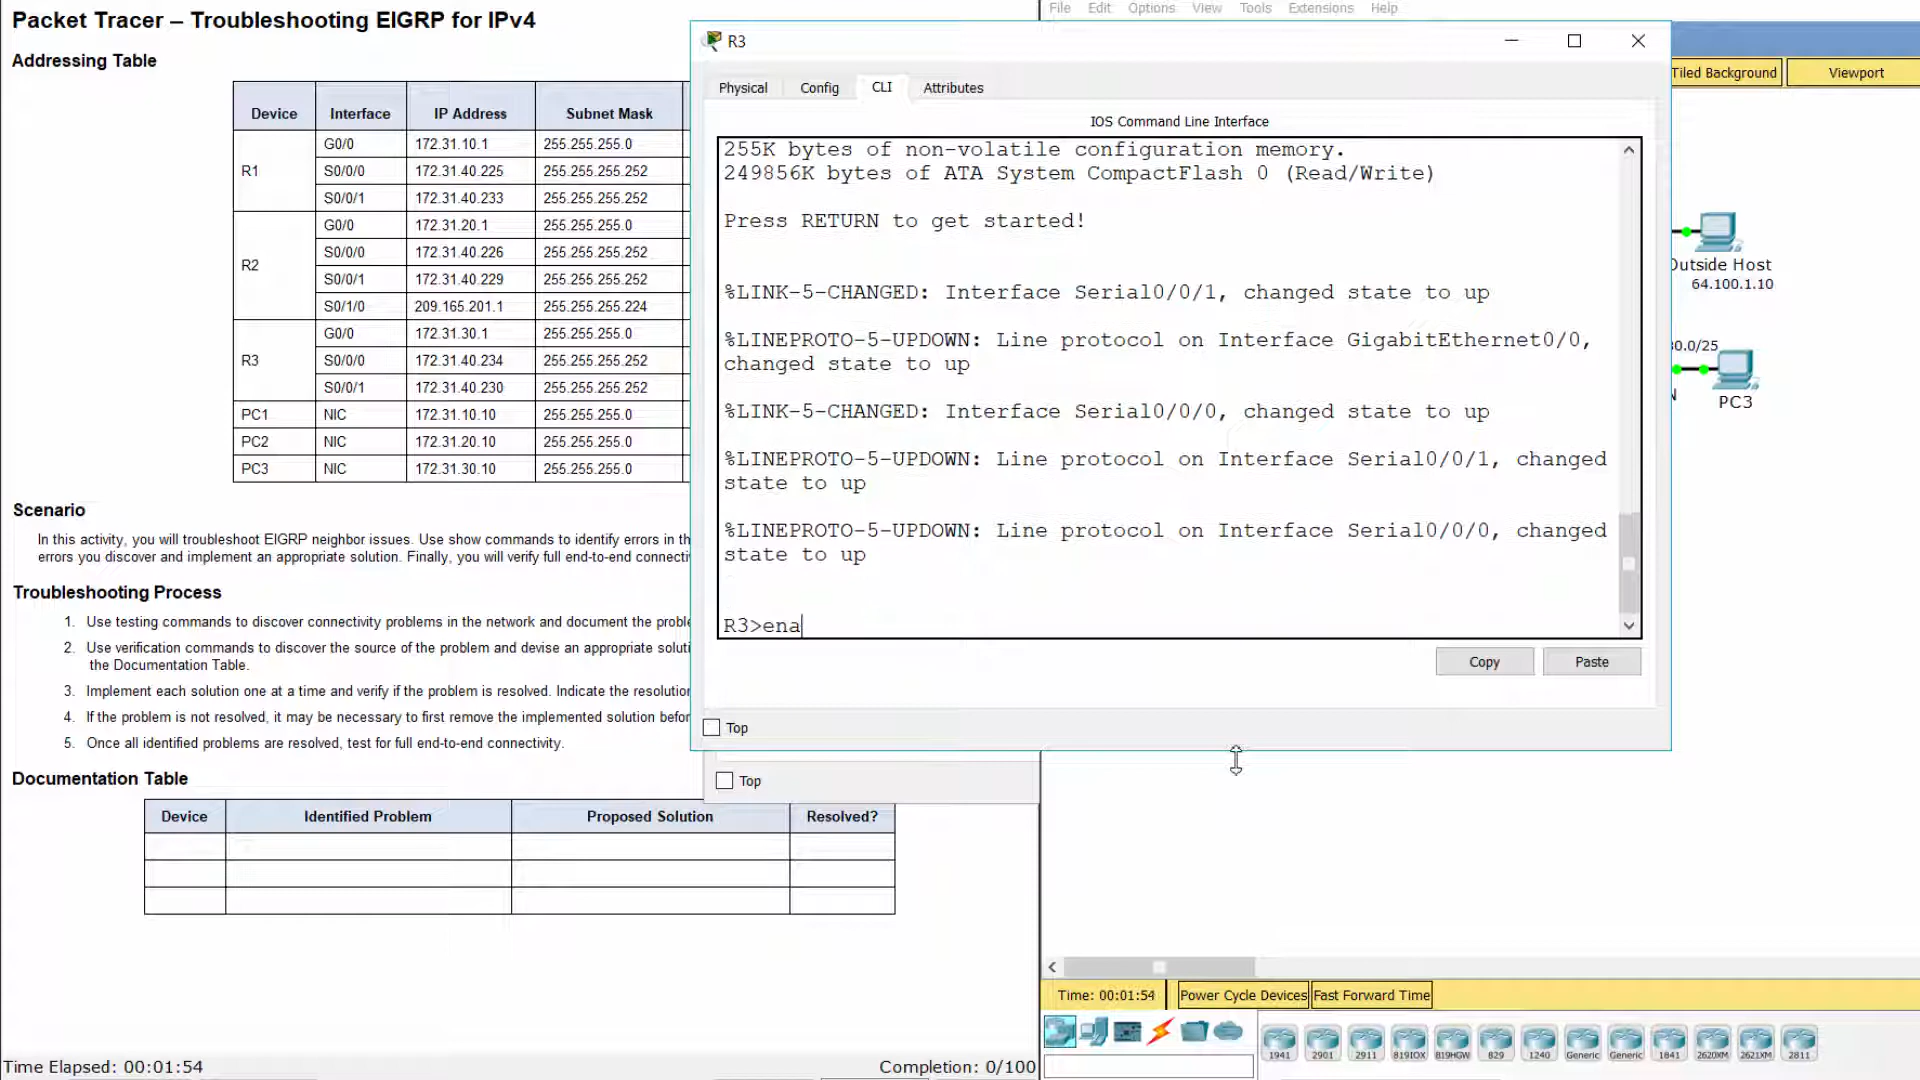 Packet Tracer – Troubleshooting EIGRP for IPv4
Addressing Table
Device Interface IP Address Subnet Mask
R1 G0/0 172.31.10.1 255.255.255.0
S0/0/0 172.31.40.225 255.255.255.252
S0/0/1 172.31.40.233 255.255.255.252
R2 G0/0 172.31.20.1 255.255.255.0
S0/0/0 172.31.40.226 255.255.255.252
S0/0/1 172.31.40.229 255.255.255.252
S0/1/0 209.165.201.1 255.255.255.224
R3 G0/0 172.31.30.1 255.255.255.0
S0/0/0 172.31.40.234 255.255.255.252
S0/0/1 172.31.40.230 255.255.255.252
PC1 NIC 172.31.10.10 255.255.255.0
PC2 NIC 172.31.20.10 255.255.255.0
PC3 NIC 172.31.30.10 255.255.255.0
Scenario
In this activity, you will troubleshoot EIGRP neighbor issues. Use show commands to identify errors in th
errors you discover and implement an appropriate solution. Finally, you will verify full end-to-end connecti
Troubleshooting Process
1. Use testing commands to discover connectivity problems in the network and document the proble
2. Use verification commands to discover the source of the problem and devise an appropriate soluti
the Documentation Table.
3. Implement each solution one at a time and verify if the problem is resolved. Indicate the resolution
4. If the problem is not resolved, it may be necessary to first remove the implemented solution befor
5. Once all identified problems are resolved, test for full end-to-end connectivity.
Documentation Table
Device Identified Problem Proposed Solution Resolved?
Time Elapsed: 00:01:54
Completion: 0/100
File Edit Options View Tools Extensions Help
R3
Physical Config CLI Attributes
IOS Command Line Interface
255K bytes of non-volatile configuration memory.
249856K bytes of ATA System CompactFlash 0 (Read/Write)
Press RETURN to get started!
%LINK-5-CHANGED: Interface Serial0/0/1, changed state to up
%LINEPROTO-5-UPDOWN: Line protocol on Interface GigabitEthernet0/0,
changed state to up
%LINK-5-CHANGED: Interface Serial0/0/0, changed state to up
%LINEPROTO-5-UPDOWN: Line protocol on Interface Serial0/0/1, changed
state to up
%LINEPROTO-5-UPDOWN: Line protocol on Interface Serial0/0/0, changed
state to up
R3>ena
Copy Paste
Top
Top
Tiled Background Viewport
Outside Host
64.100.1.10
30.0/25
N
PC3
Time: 00:01:54 Power Cycle Devices Fast Forward Time
1941 2901 2911 819IOX 819HGW 829 1240 Generic Generic 1841 2620XM 2621XM 2811